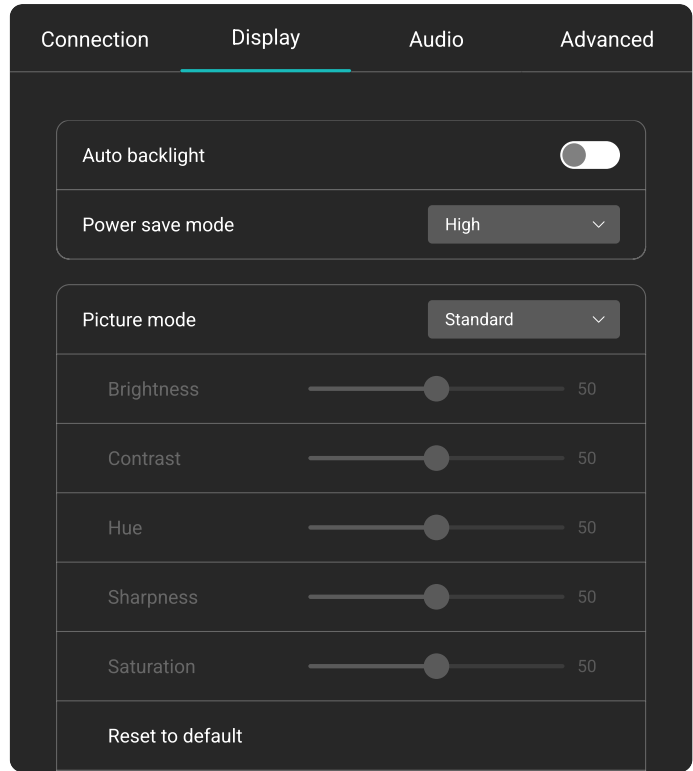 Connection Display Audio Advanced
Auto backlight
Power save mode High
Picture mode Standard
Brightness 50
Contrast 50
Hue 50
Sharpness 50
Saturation 50
Reset to default